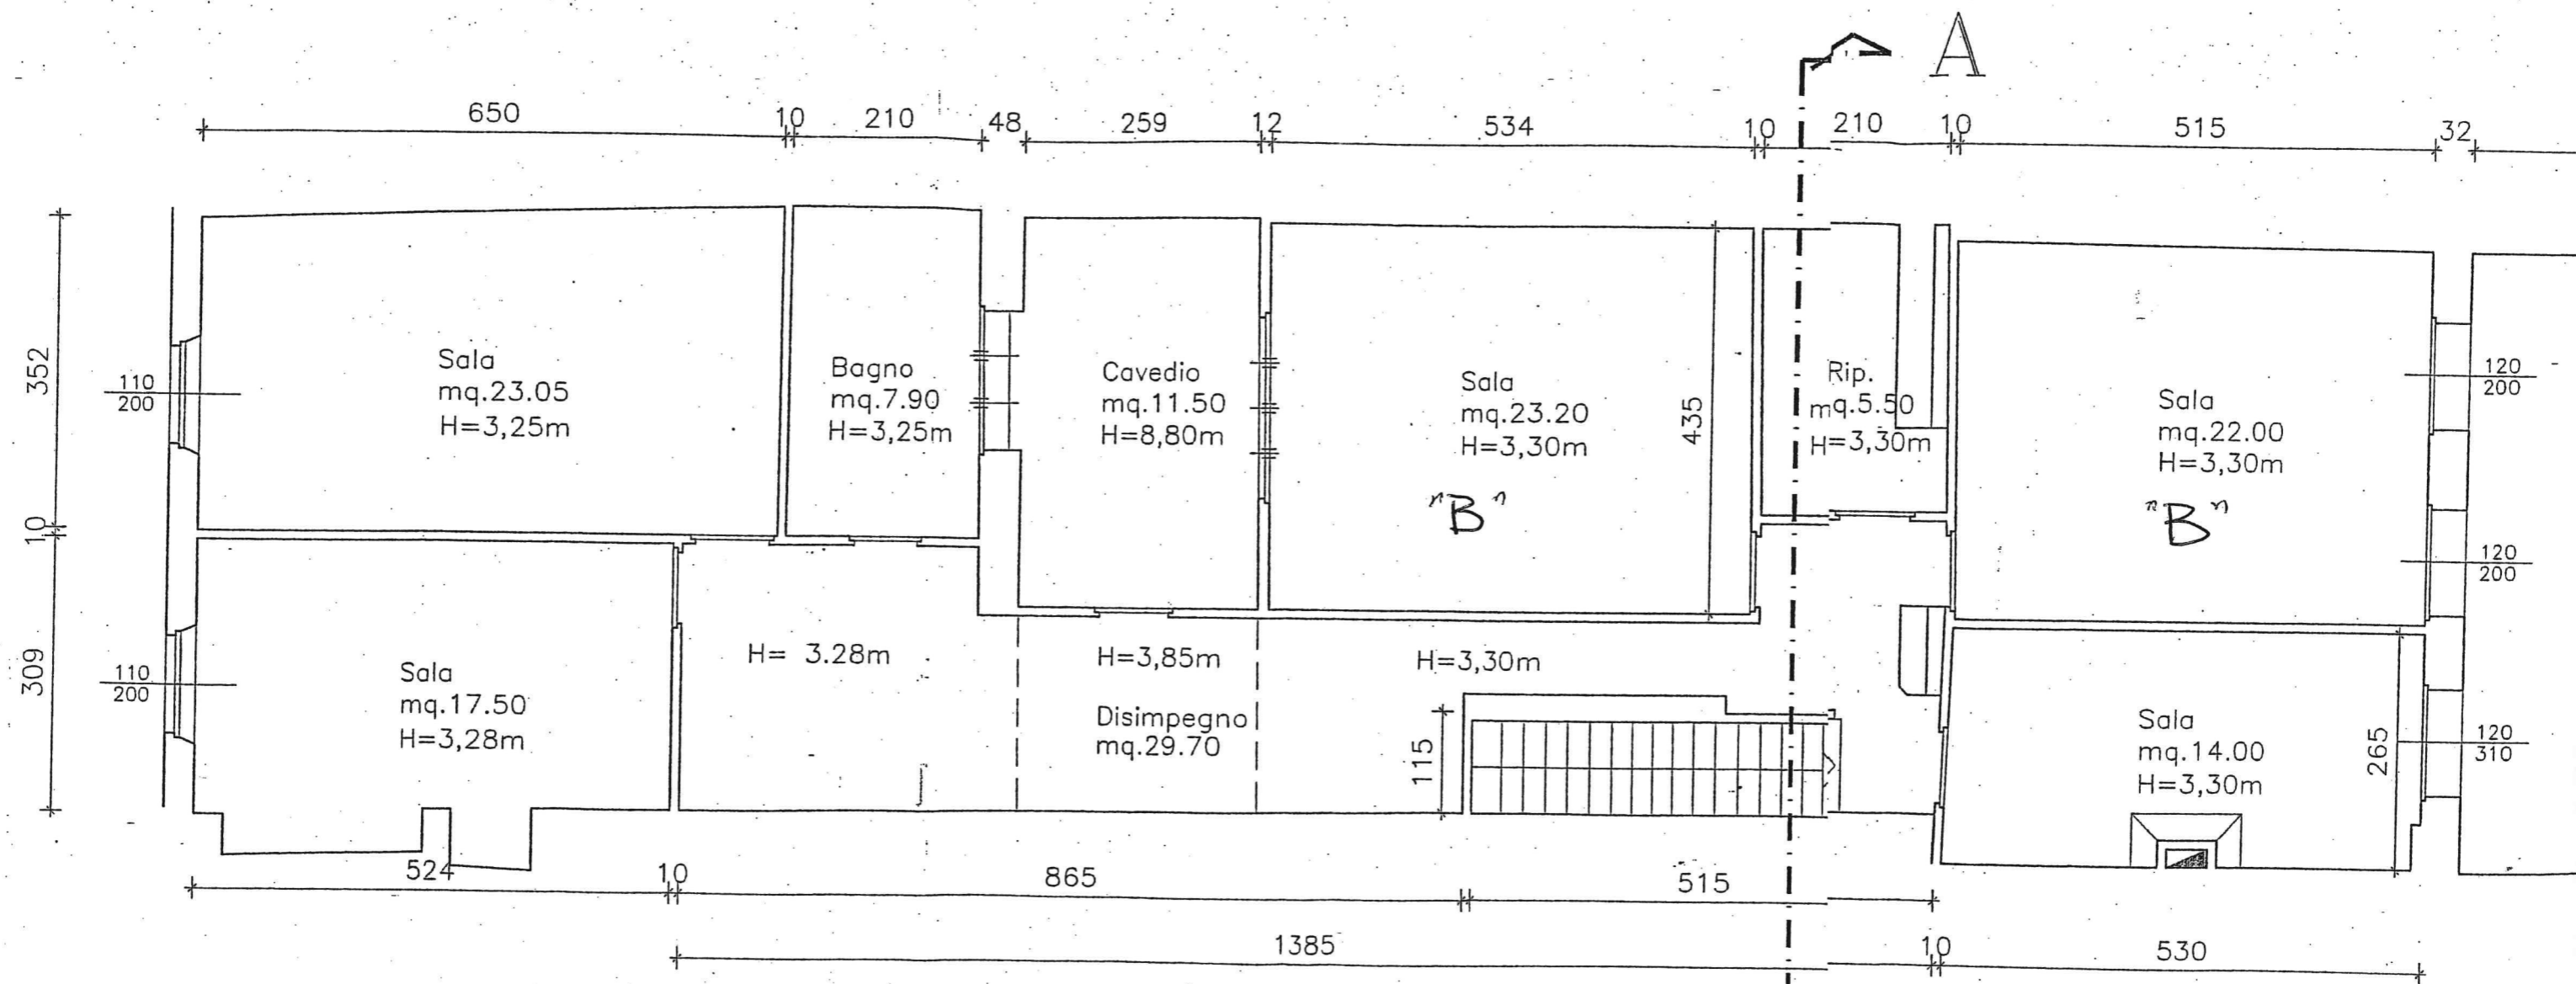 A
650
10
210
48
259
12
534
10
210
10
515
32
352
10
309
110
200
Sala
mq.23.05
H=3,25m
Bagno
mq.7.90
H=3,25m
Cavedio
mq.11.50
H=8,80m
Sala
mq.23.20
H=3,30m
"B"
435
Rip.
mq.5.50
H=3,30m
Sala
mq.22.00
H=3,30m
"B"
120
200
120
200
110
200
Sala
mq.17.50
H=3,28m
H= 3.28m
H=3,85m
H=3,30m
Disimpegno
mq.29.70
115
Sala
mq.14.00
H=3,30m
265
120
310
524
10
865
515
1385
10
530